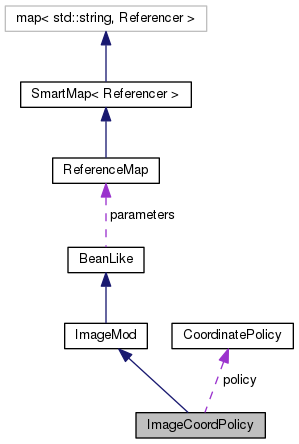 map< std::string, Referencer >
SmartMap< Referencer >
ReferenceMap
parameters
BeanLike
ImageMod
CoordinatePolicy
policy
ImageCoordPolicy